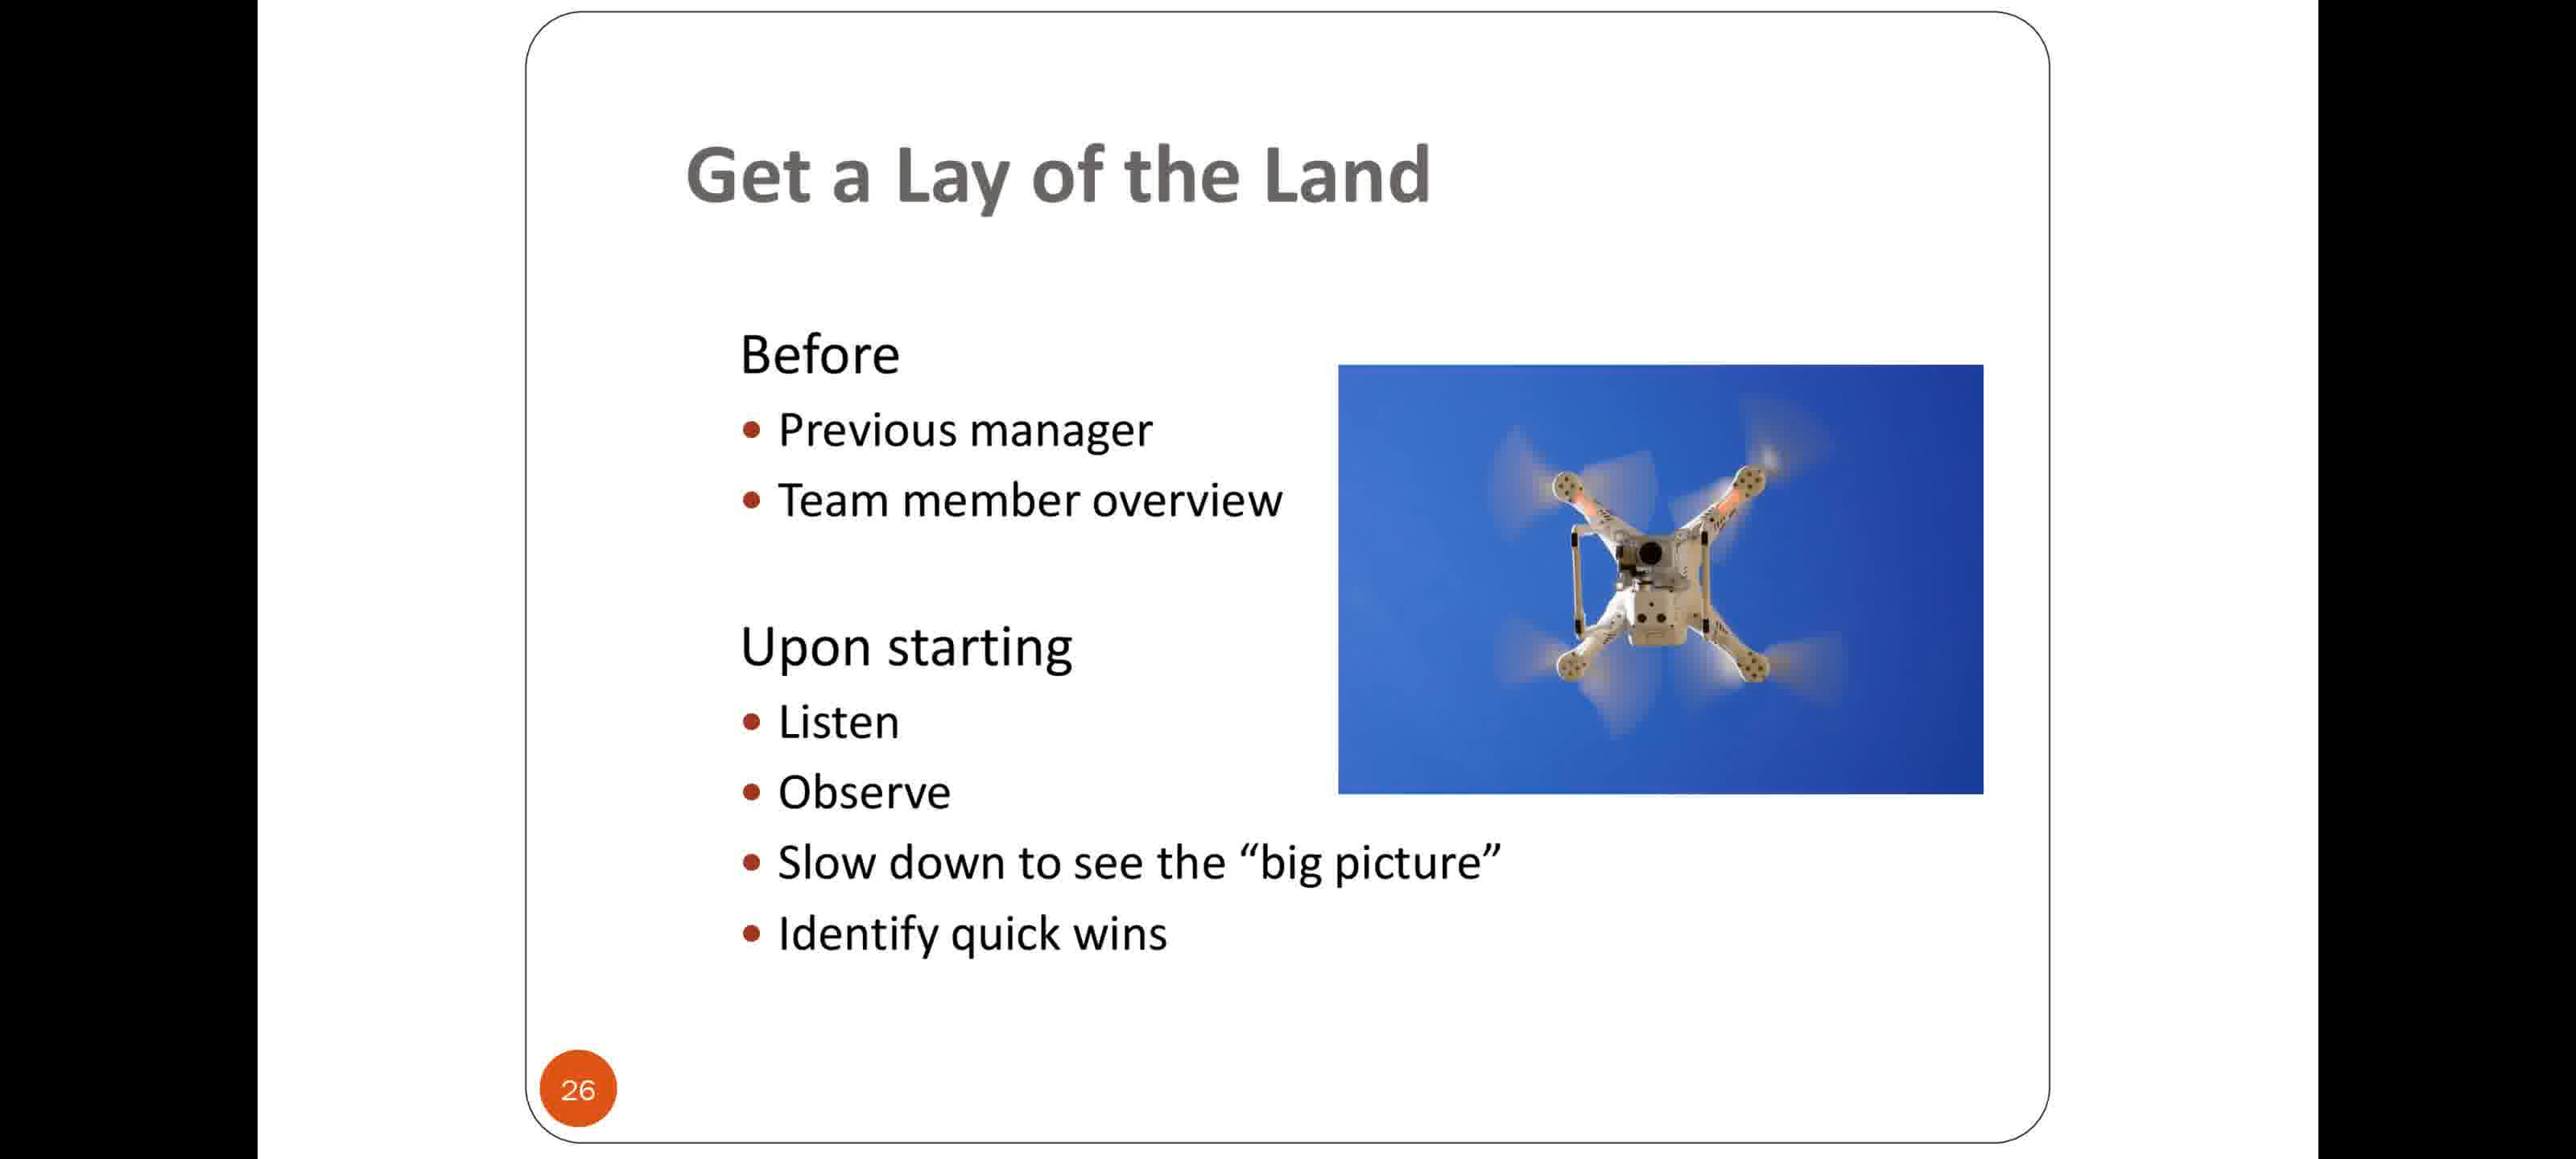 Get a Lay of the Land
Before
• Previous manager
• Team member overview
Upon starting
• Listen
• Observe
• Slow down to see the “big picture”
• Identify quick wins
26